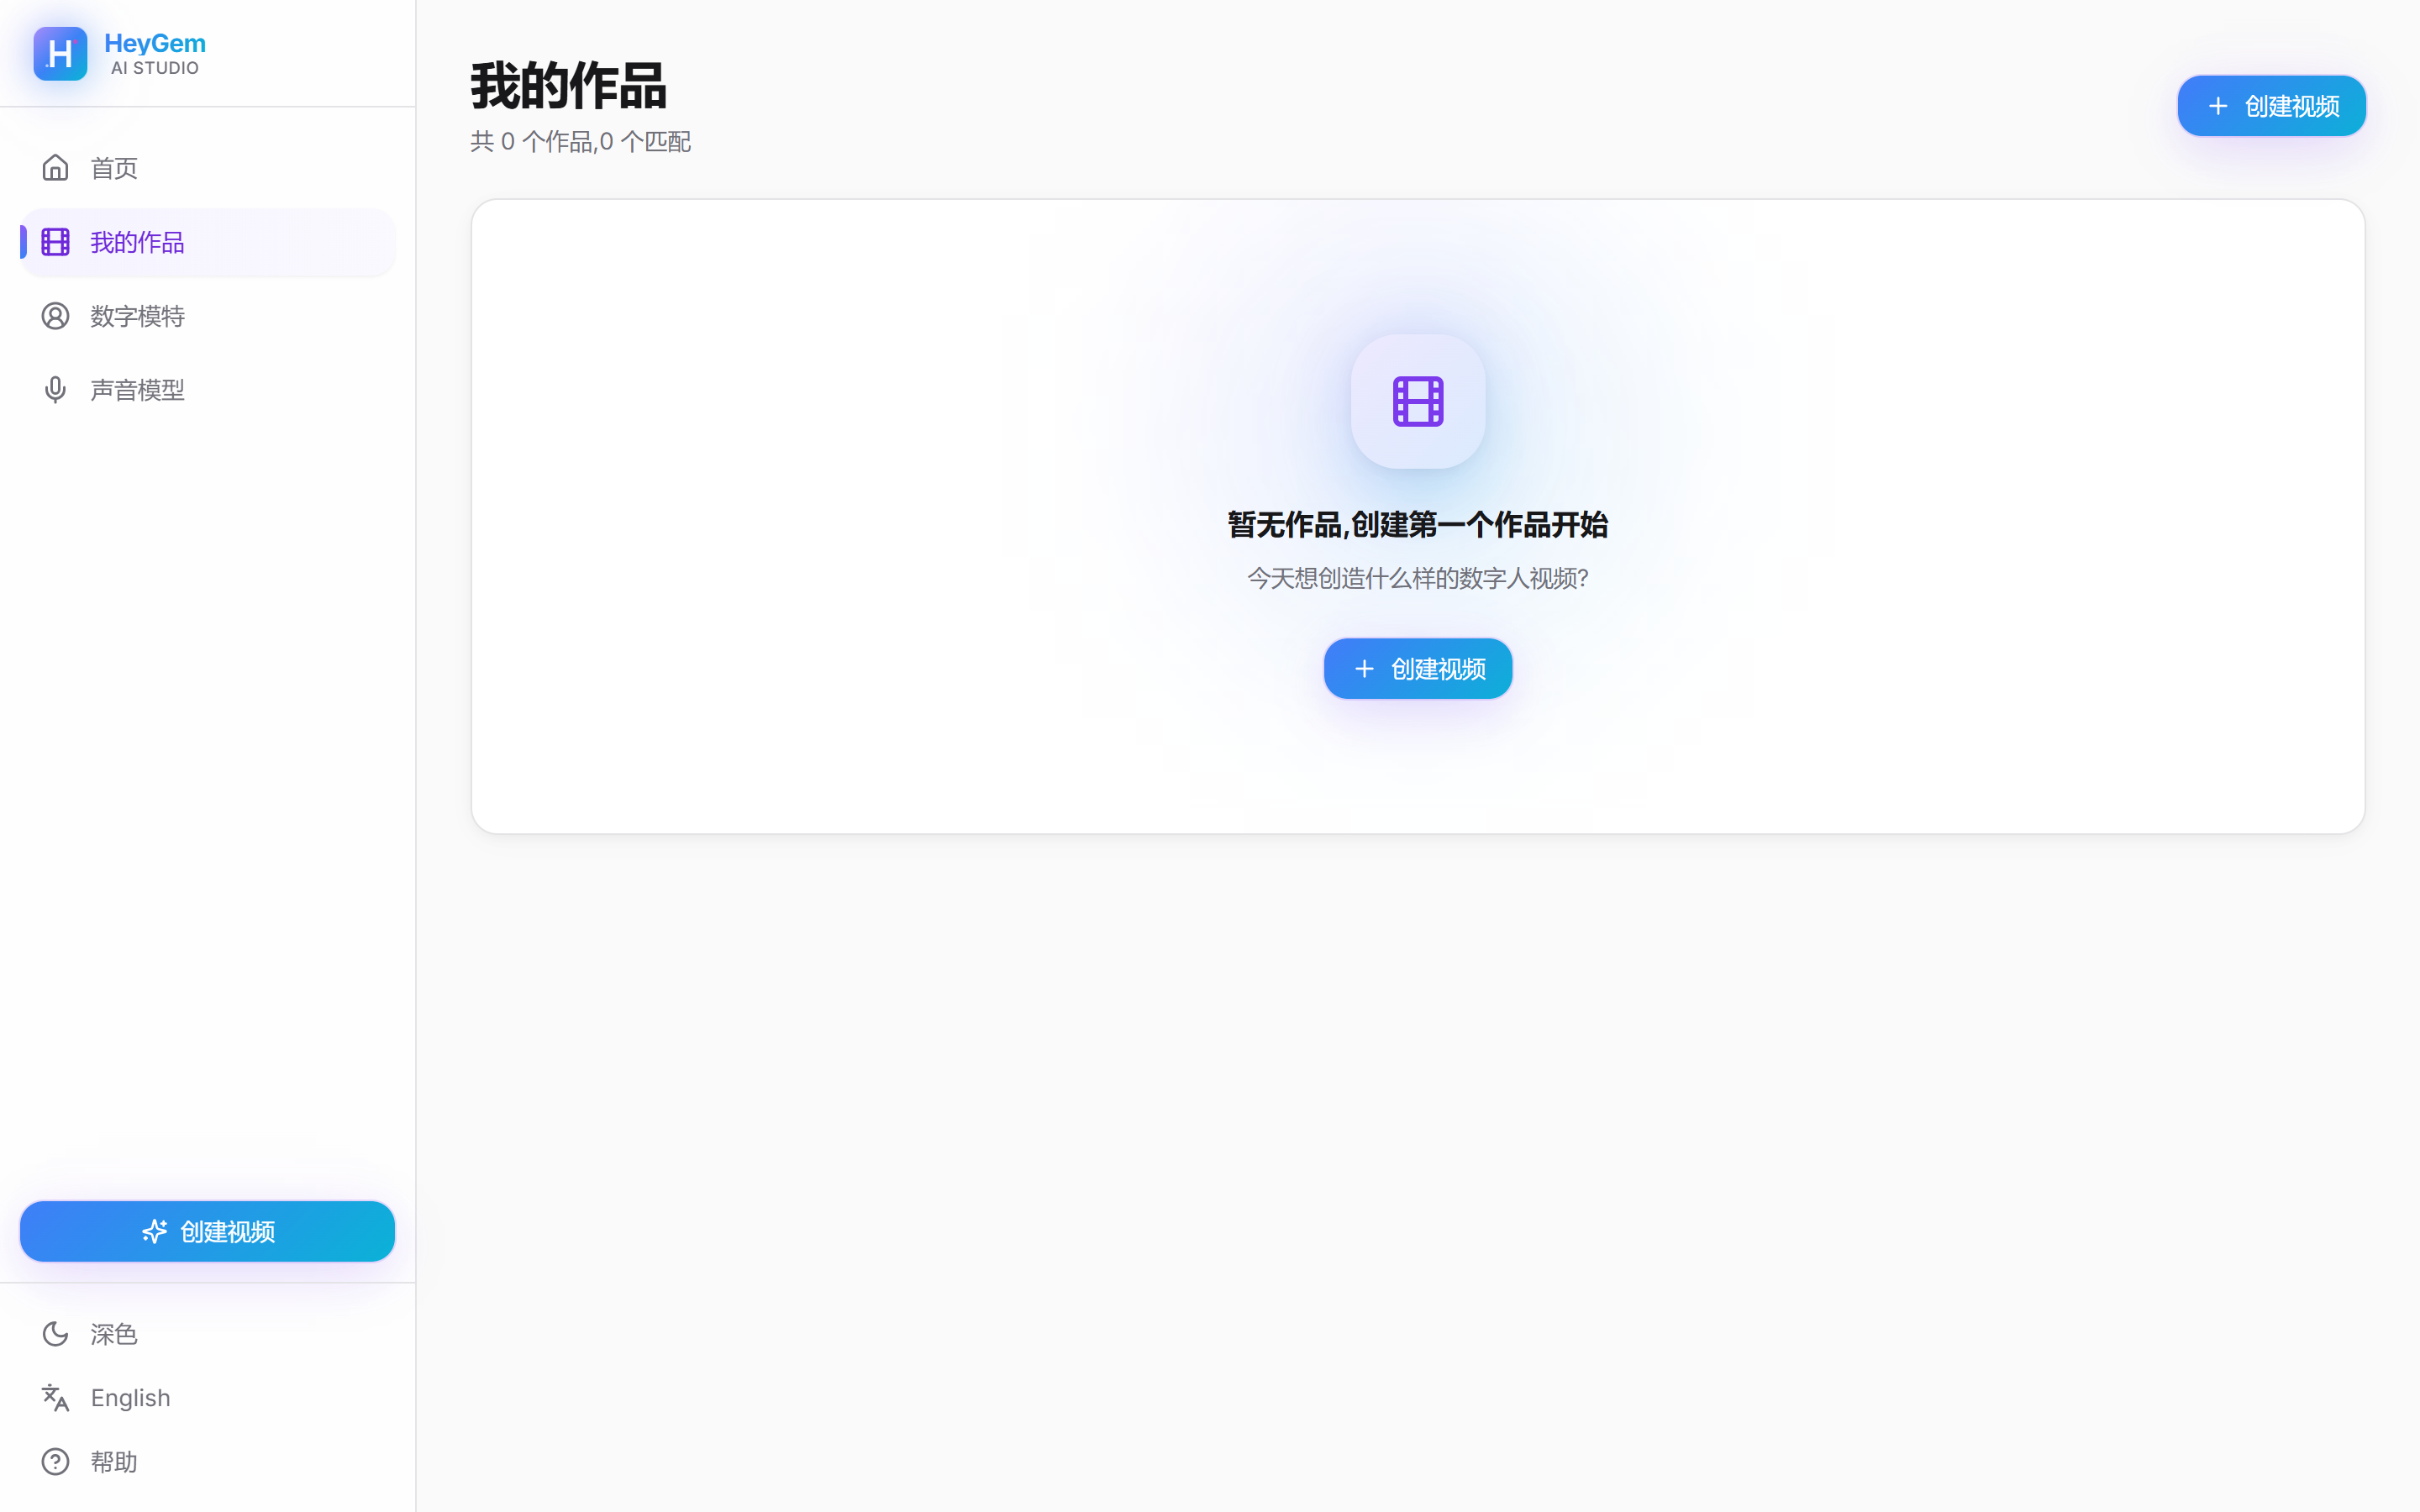 HeyGem
AI STUDIO
首页
我的作品
数字模特
声音模型
创建视频
深色
English
帮助
我的作品
共 0 个作品,0 个匹配
创建视频
暂无作品,创建第一个作品开始
今天想创造什么样的数字人视频?
创建视频